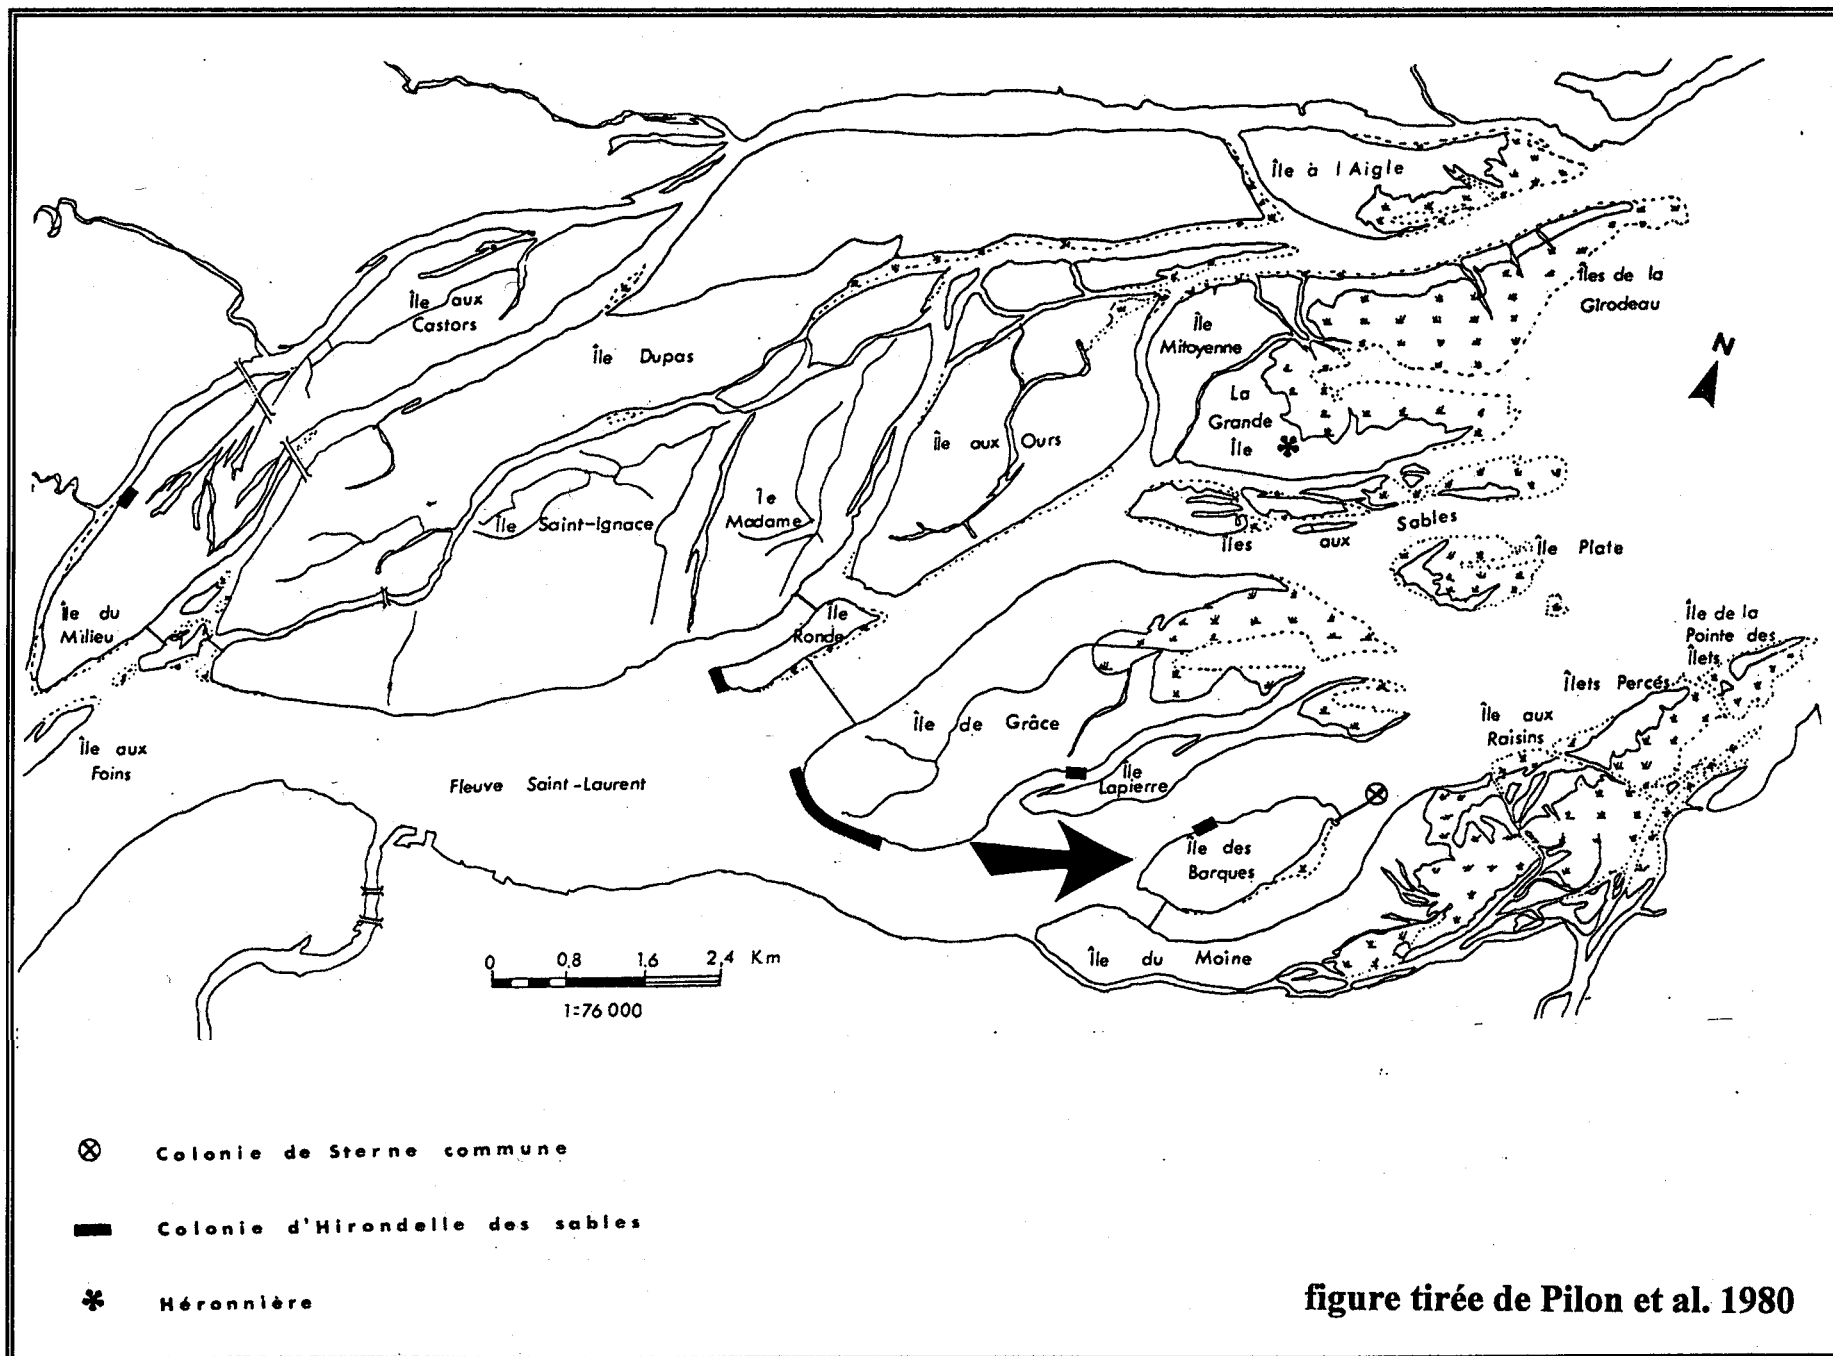 Île à l Aigle
Île aux
Castors
Îles de la
Girodeau
Île
Mitoyenne
N
Île Dupas
La
Grande
Île
Île aux Ours
Île Saint-Ignace
Île
Madame
Sables
Îles aux
Île Plate
Île du
Milieu
Île
Ronde
Île de la
Pointe des
Îlets
Îlets Percés
Île aux
Raisins
Île de Grâce
Île aux
Foins
Fleuve Saint-Laurent
Île
Lapierre
Île des
Barques
Île du Moine
0 0,8 1,6 2,4 Km
1:76 000
Colonie de Sterne commune
Colonie d'Hirondelle des sables
Héronnière
figure tirée de Pilon et al. 1980